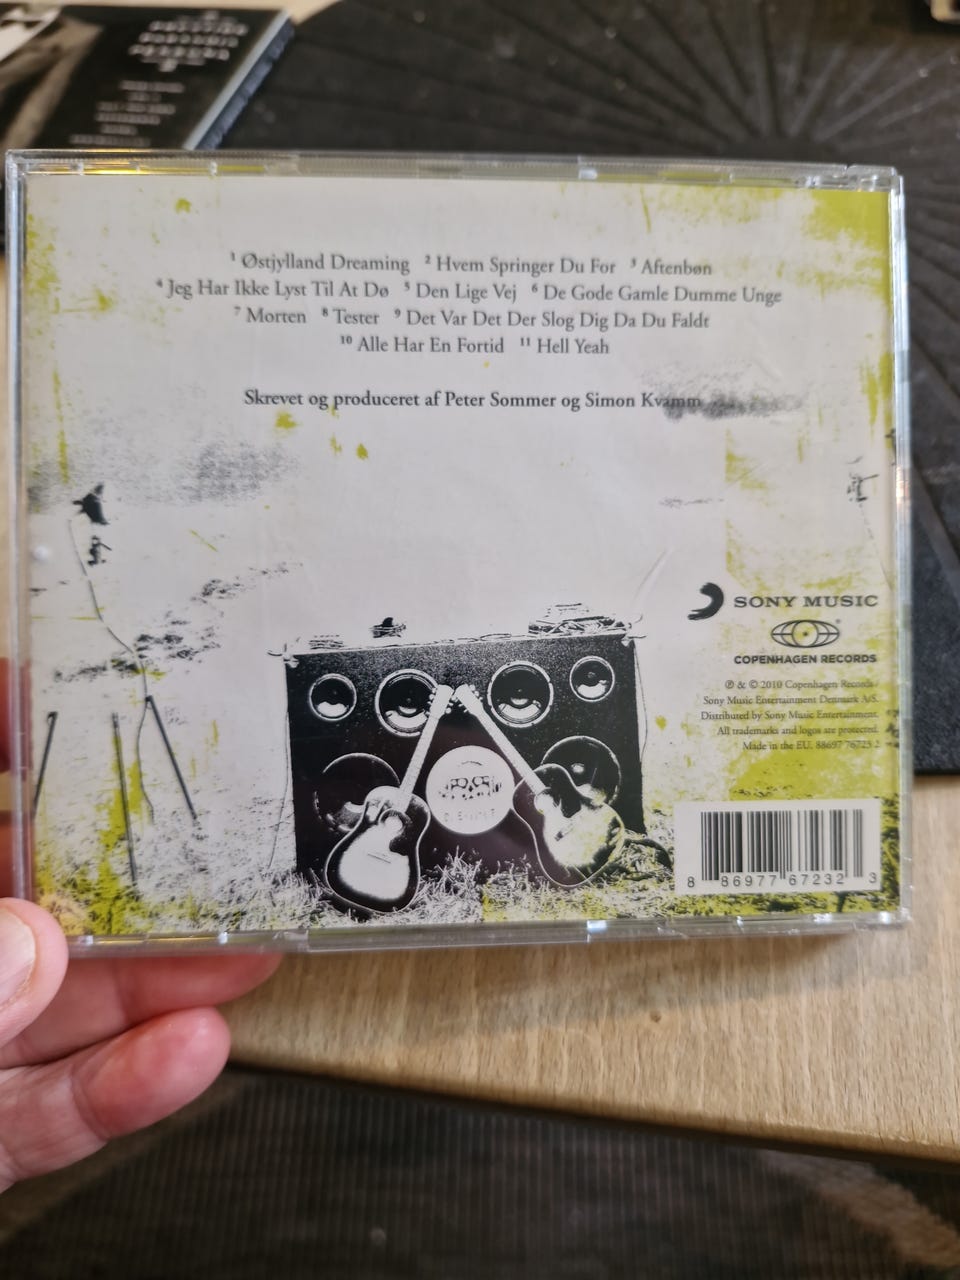 ¹ Østjylland Dreaming ² Hvem Springer Du For ³ Aftenbøn
⁴ Jeg Har Ikke Lyst Til At Dø ⁵ Den Lige Vej ⁶ De Gode Gamle Dumme Unge
⁷ Morten ⁸ Tester ⁹ Det Var Det Der Slog Dig Da Du Faldt
¹⁰ Alle Har En Fortid ¹¹ Hell Yeah
Skrevet og produceret af Peter Sommer og Simon Kvamm
SONY MUSIC
COPENHAGEN RECORDS
℗ & © 2010 Copenhagen Records
Sony Music Entertainment Denmark A/S.
Distributed by Sony Music Entertainment.
All trademarks and logos are protected.
Made in the EU. 88697 76723 2
8 86977 67232 3